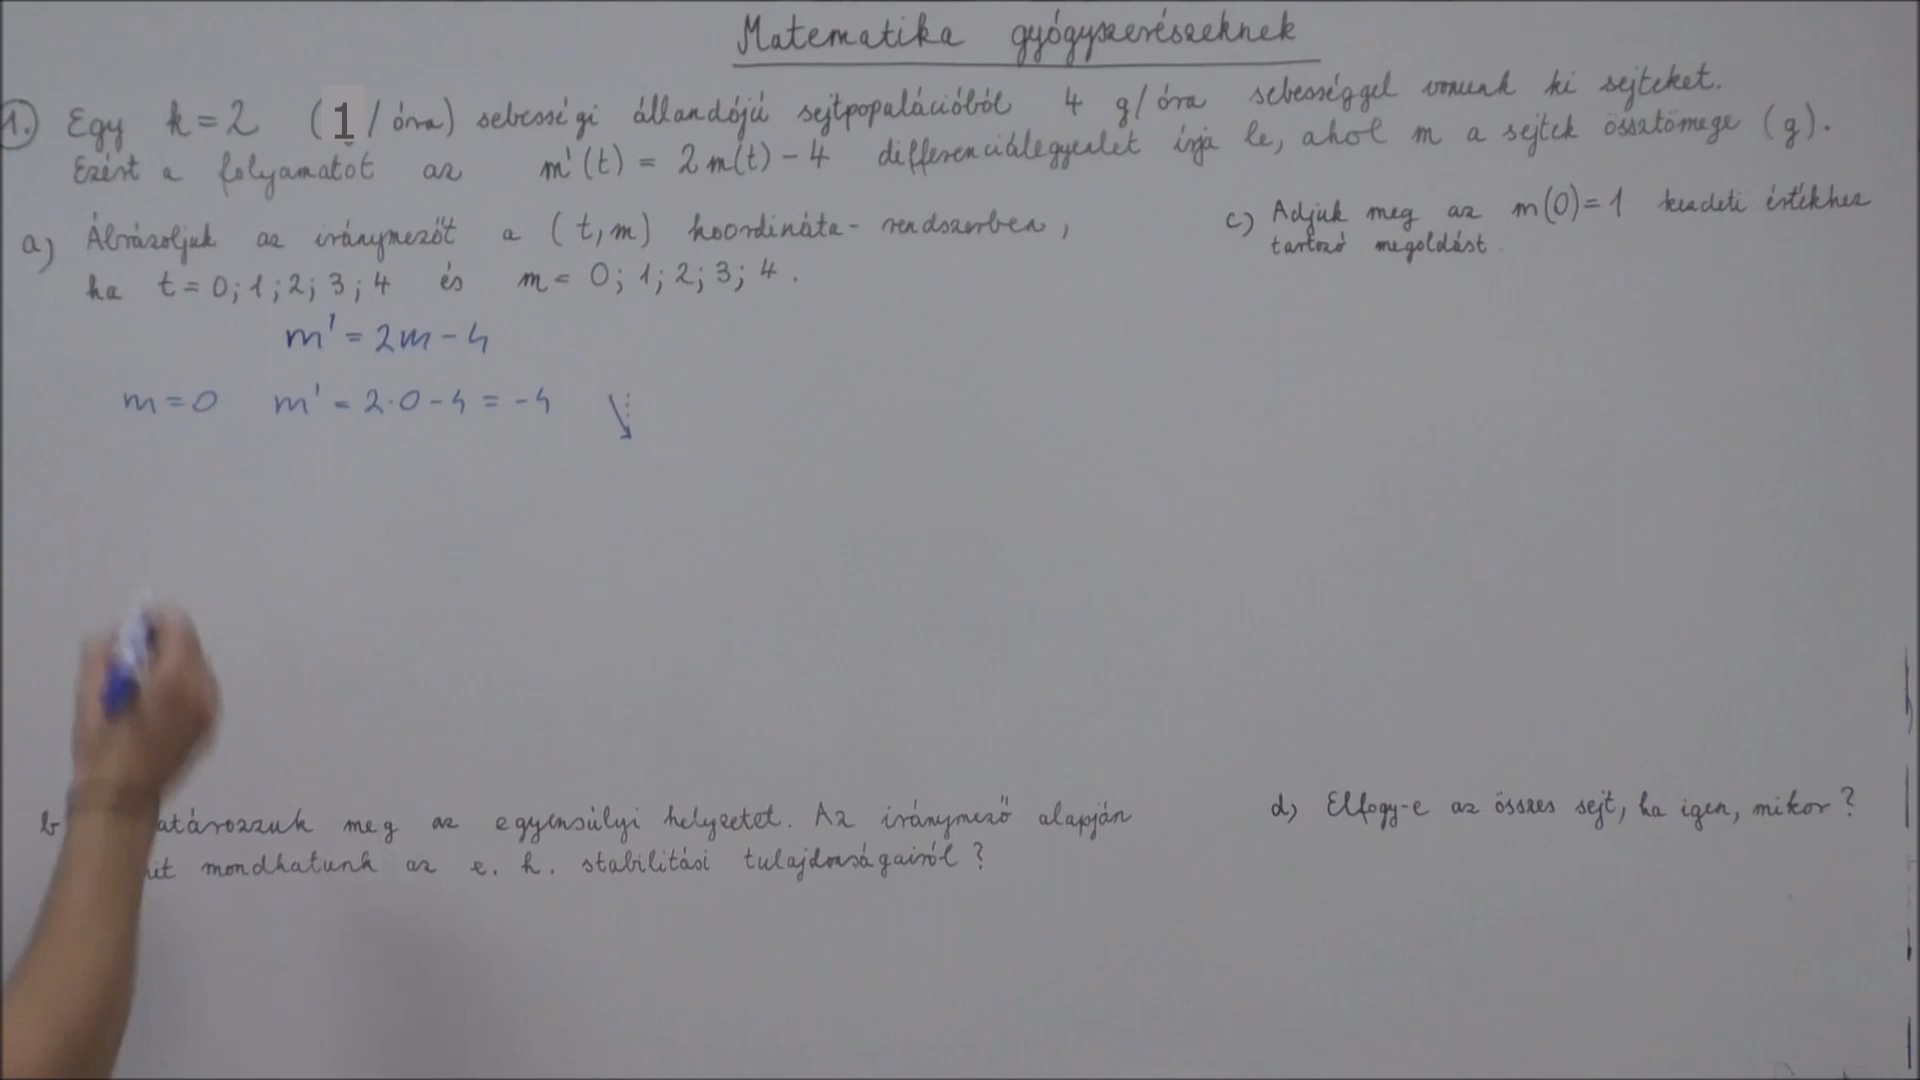 Matematika gyógyszerészeknek
1.) Egy k=2 (1/óra) sebességi állandójú sejtpopulációból 4 g/óra sebességgel vonunk ki sejteket.
Ezért a folyamatot az m'(t) = 2m(t) - 4 differenciálegyenlet írja le, ahol m a sejtek össztömege (g).
a) Ábrázoljuk az iránymezőt a (t,m) koordináta-rendszerben,
ha t=0;1;2;3;4 és m=0;1;2;3;4.
m' = 2m - 4
m=0 m' = 2·0-4 = -4
atározzuk meg az egyensúlyi helyzetet. Az iránymező alapján
mondhatunk az e. h. stabilitási tulajdonságairól?
c) Adjuk meg az m(0)=1 kezdeti értékhez
tartozó megoldást.
d) Elfogy-e az összes sejt, ha igen, mikor?